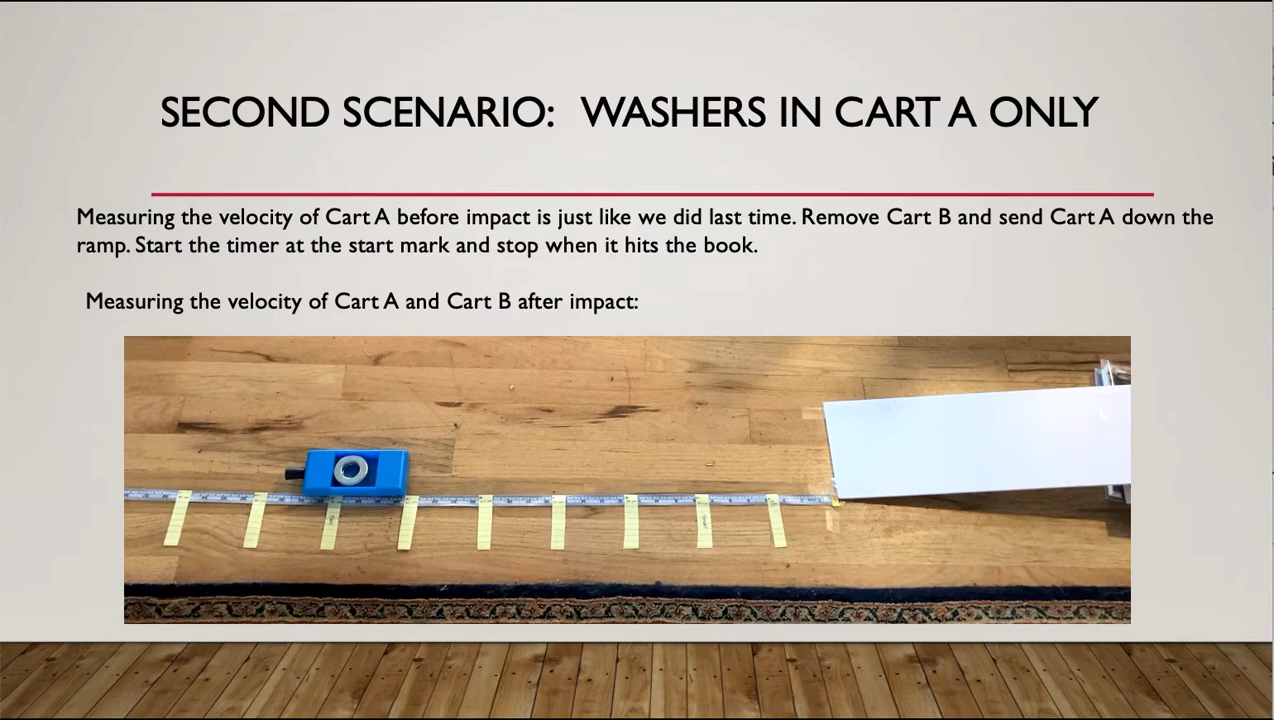 SECOND SCENARIO: WASHERS IN CART A ONLY
Measuring the velocity of Cart A before impact is just like we did last time. Remove Cart B and send Cart A down the
ramp. Start the timer at the start mark and stop when it hits the book.
Measuring the velocity of Cart A and Cart B after impact: